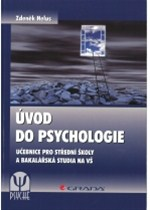 Zdeněk Helus
ÚVOD
DO PSYCHOLOGIE
UČEBNICE PRO STŘEDNÍ ŠKOLY
A BAKALÁŘSKÁ STUDIA NA VŠ
PSYCHE
GRADA